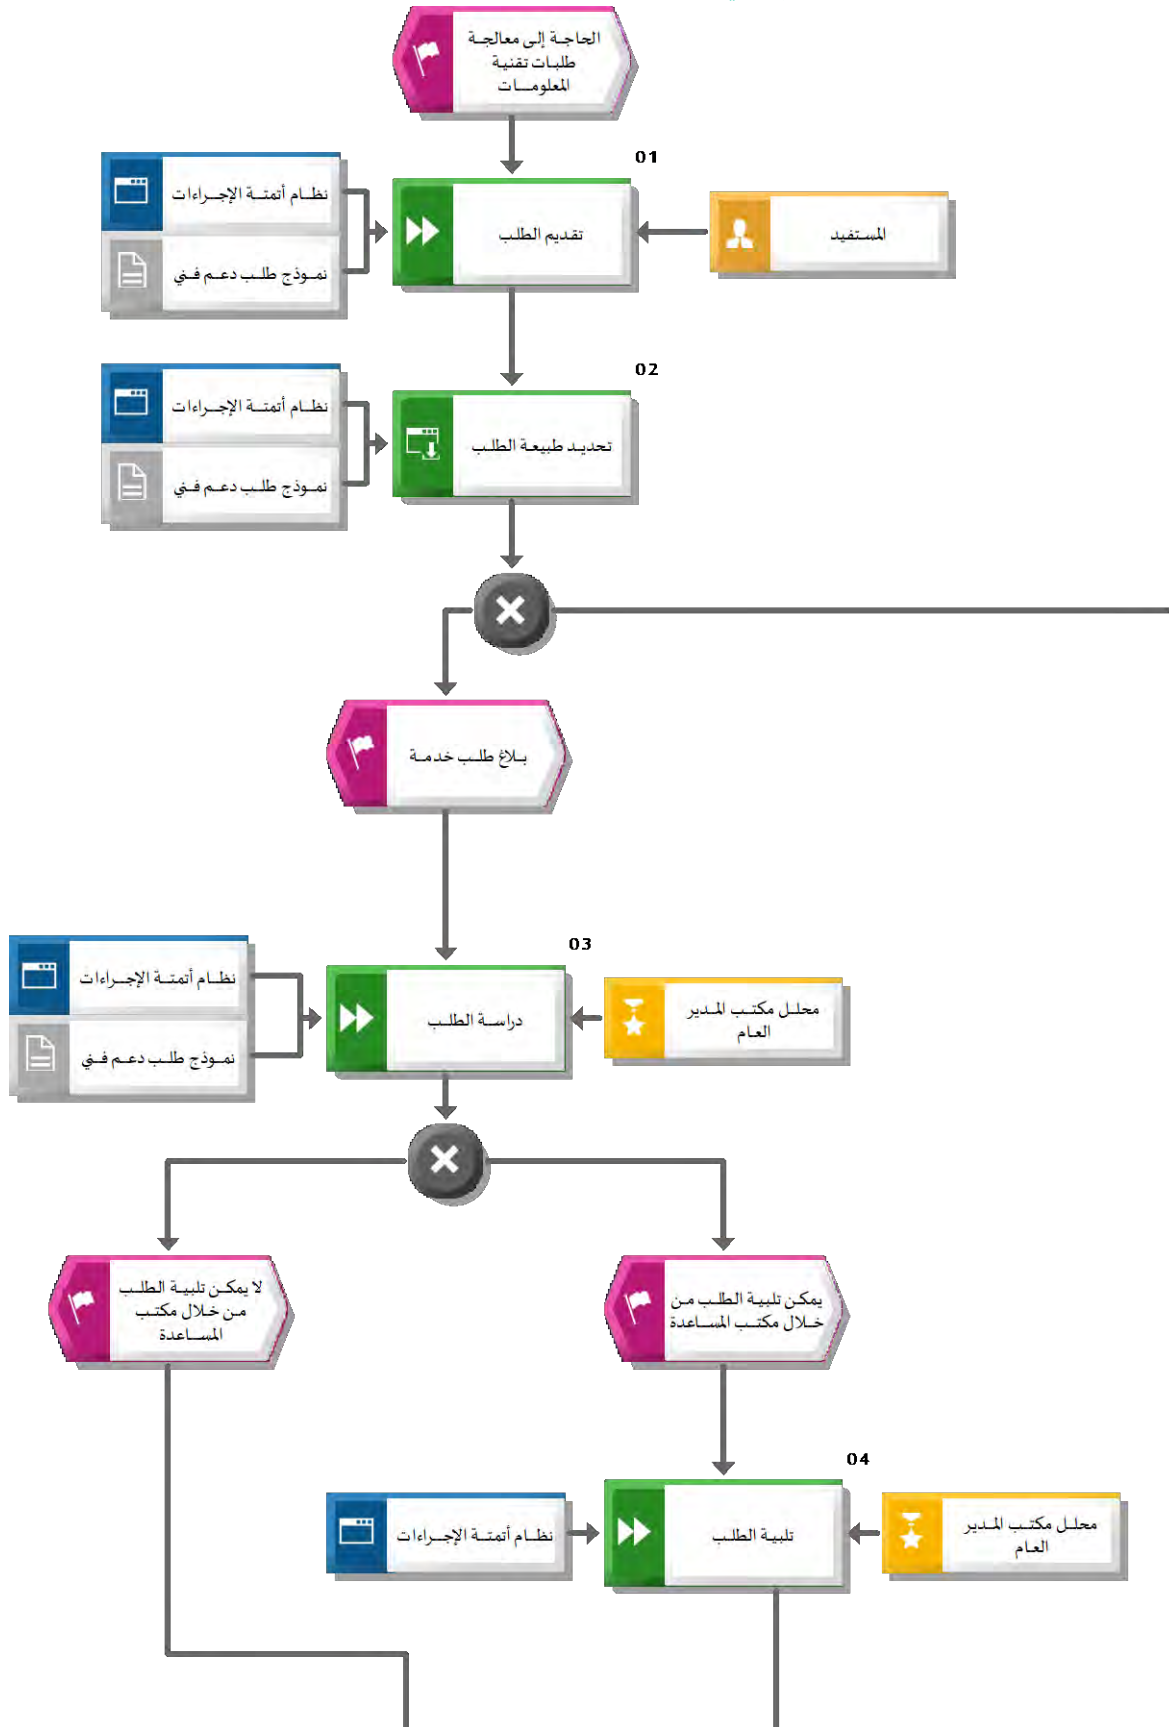 الحاجة إلى معالجة
طلبات تقنية
المعلومات
01
المستفيد
تقديم الطلب
نظام أتمتة الإجراءات
نموذج طلب دعم فني
02
تحديد طبيعة الطلب
نظام أتمتة الإجراءات
نموذج طلب دعم فني
بلاغ طلب خدمة
03
محلل مكتب المدير
العام
دراسة الطلب
نظام أتمتة الإجراءات
نموذج طلب دعم فني
يمكن تلبية الطلب من
خلال مكتب المساعدة
لا يمكن تلبية الطلب
من خلال مكتب
المساعدة
04
محلل مكتب المدير
العام
تلبية الطلب
نظام أتمتة الإجراءات